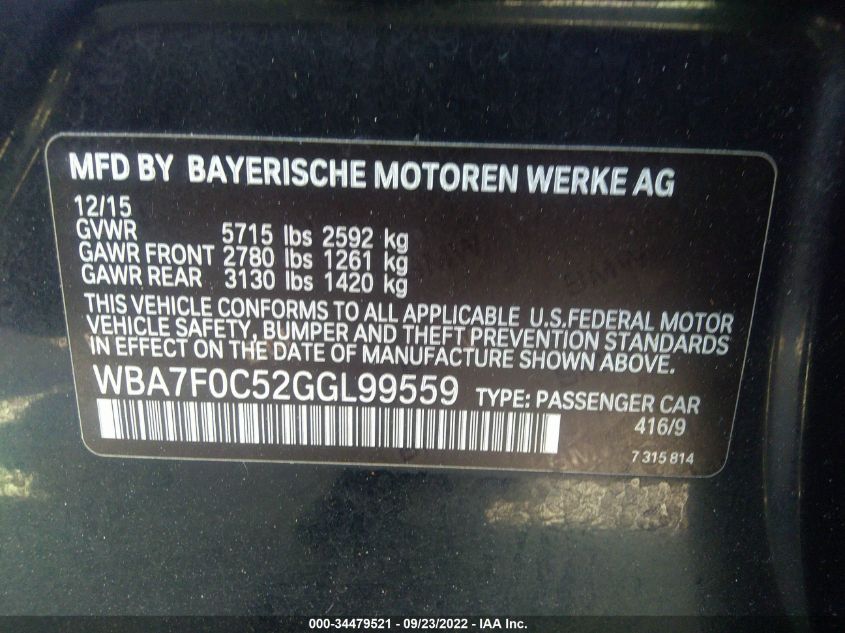 MFD BY BAYERISCHE MOTOREN WERKE AG
12/15
GVWR 5715 lbs 2592 kg
GAWR FRONT 2780 lbs 1261 kg
GAWR REAR 3130 lbs 1420 kg
THIS VEHICLE CONFORMS TO ALL APPLICABLE U.S.FEDERAL MOTOR
VEHICLE SAFETY, BUMPER AND THEFT PREVENTION STANDARDS
IN EFFECT ON THE DATE OF MANUFACTURE SHOWN ABOVE.
WBA7F0C52GGL99559 TYPE: PASSENGER CAR
416/9
7 315 814
000-34479521 - 09/23/2022 - IAA Inc.